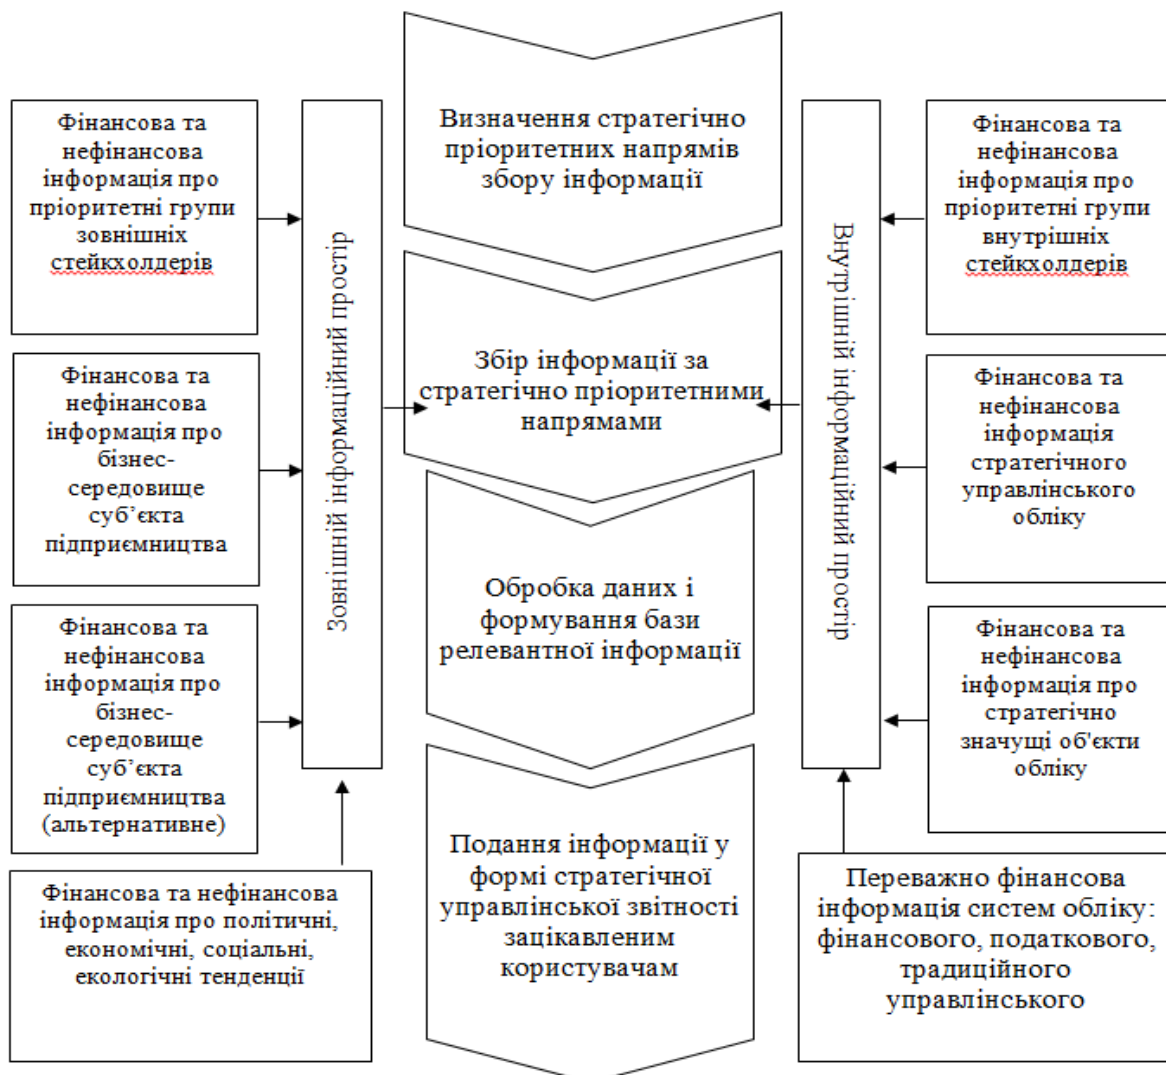 Визначення стратегічно
пріоритетних напрямів
збору інформації
Фінансова та
нефінансова
інформація про
пріоритетні групи
зовнішніх
стейкхолдерів
Фінансова та
нефінансова
інформація про
бізнес-
середовище
суб’єкта
підприємництва
Фінансова та
нефінансова
інформація про
бізнес-
середовище
суб’єкта
підприємництва
(альтернативне)
Фінансова та нефінансова
інформація про політичні,
економічні, соціальні,
екологічні тенденції
Зовнішній інформаційний простір
Збір інформації за
стратегічно пріоритетними
напрямами
Обробка даних і
формування бази
релевантної інформації
Подання інформації у
формі стратегічної
управлінської звітності
зацікавленим
користувачам
Внутрішній інформаційний простір
Фінансова та
нефінансова
інформація про
пріоритетні групи
внутрішніх
стейкхолдерів
Фінансова та
нефінансова
інформація
стратегічного
управлінського
обліку
Фінансова та
нефінансова
інформація про
стратегічно
значущі об'єкти
обліку
Переважно фінансова
інформація систем обліку:
фінансового, податкового,
традиційного
управлінського